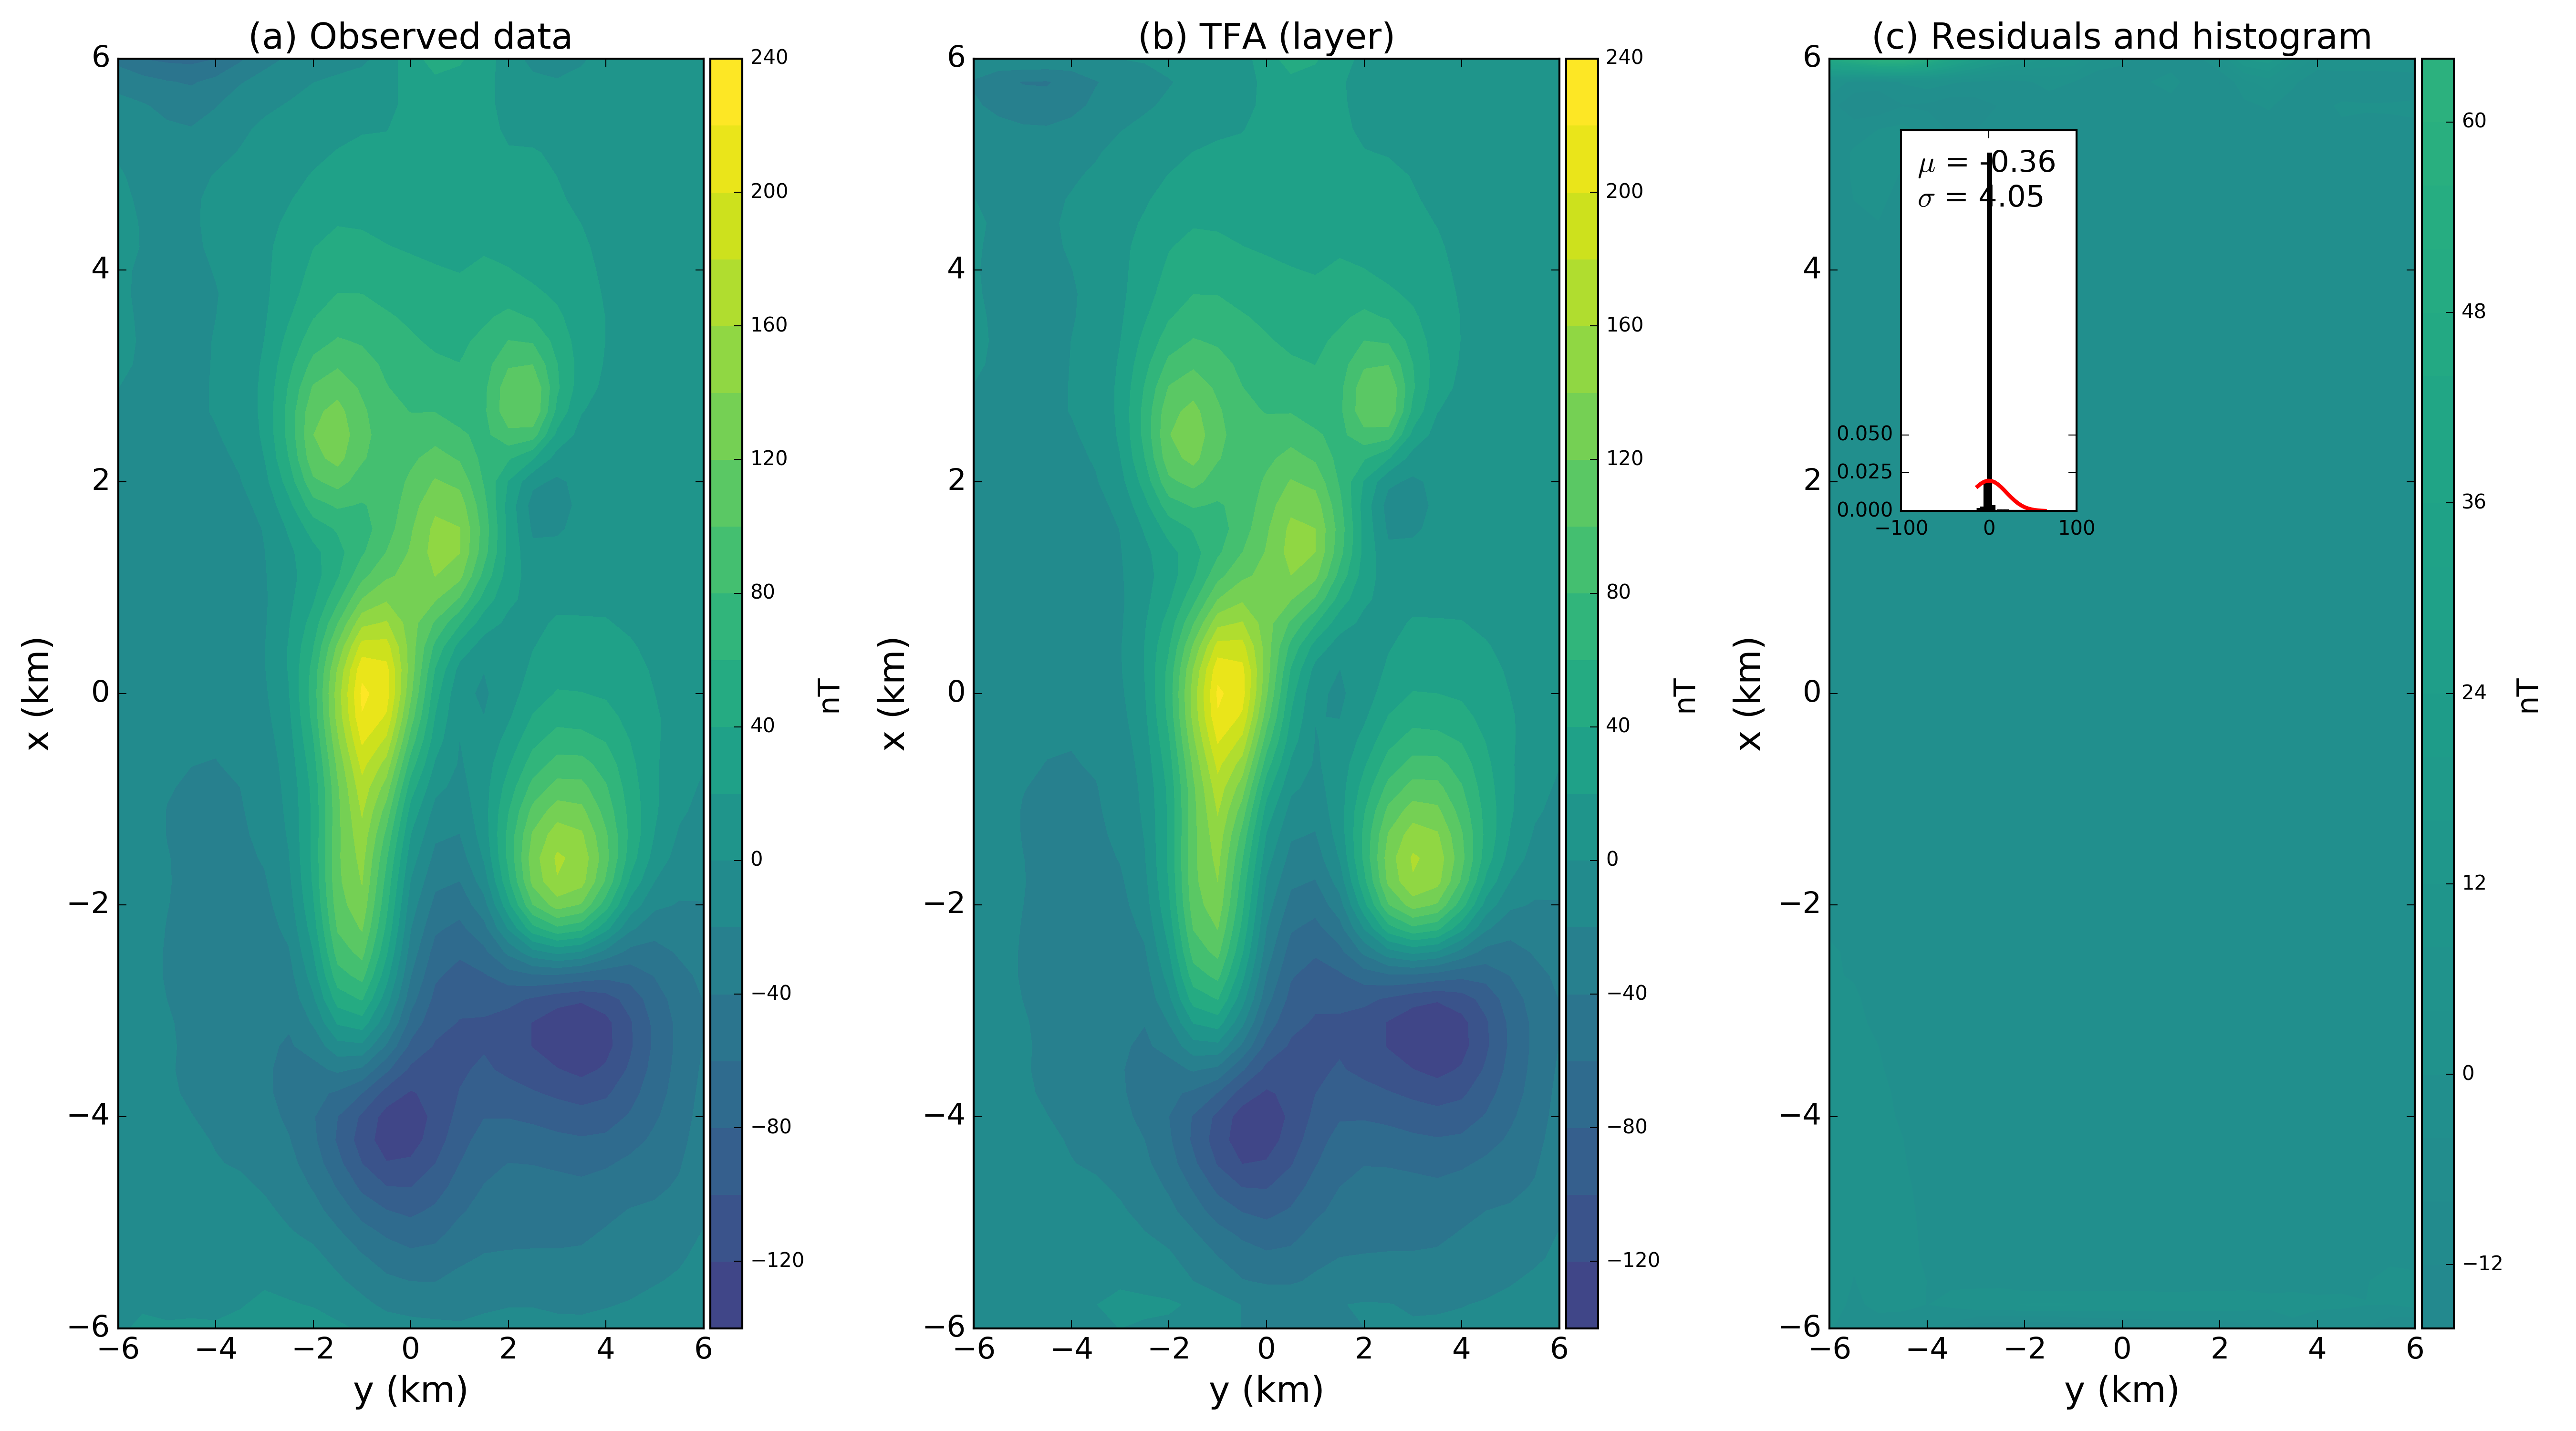 (a) Observed data
6
4
2
0
−2
−4
−6
x (km)
−6 −4 −2 0 2 4 6
y (km)
240
200
160
120
80
40
0
−40
−80
−120
nT
(b) TFA (layer)
6
4
2
0
−2
−4
−6
x (km)
−6 −4 −2 0 2 4 6
y (km)
240
200
160
120
80
40
0
−40
−80
−120
nT
(c) Residuals and histogram
6
4
2
0
−2
−4
−6
x (km)
μ = -0.36
σ = 4.05
0.050
0.025
0.000
−100 0 100
−6 −4 −2 0 2 4 6
y (km)
60
48
36
24
12
0
−12
nT